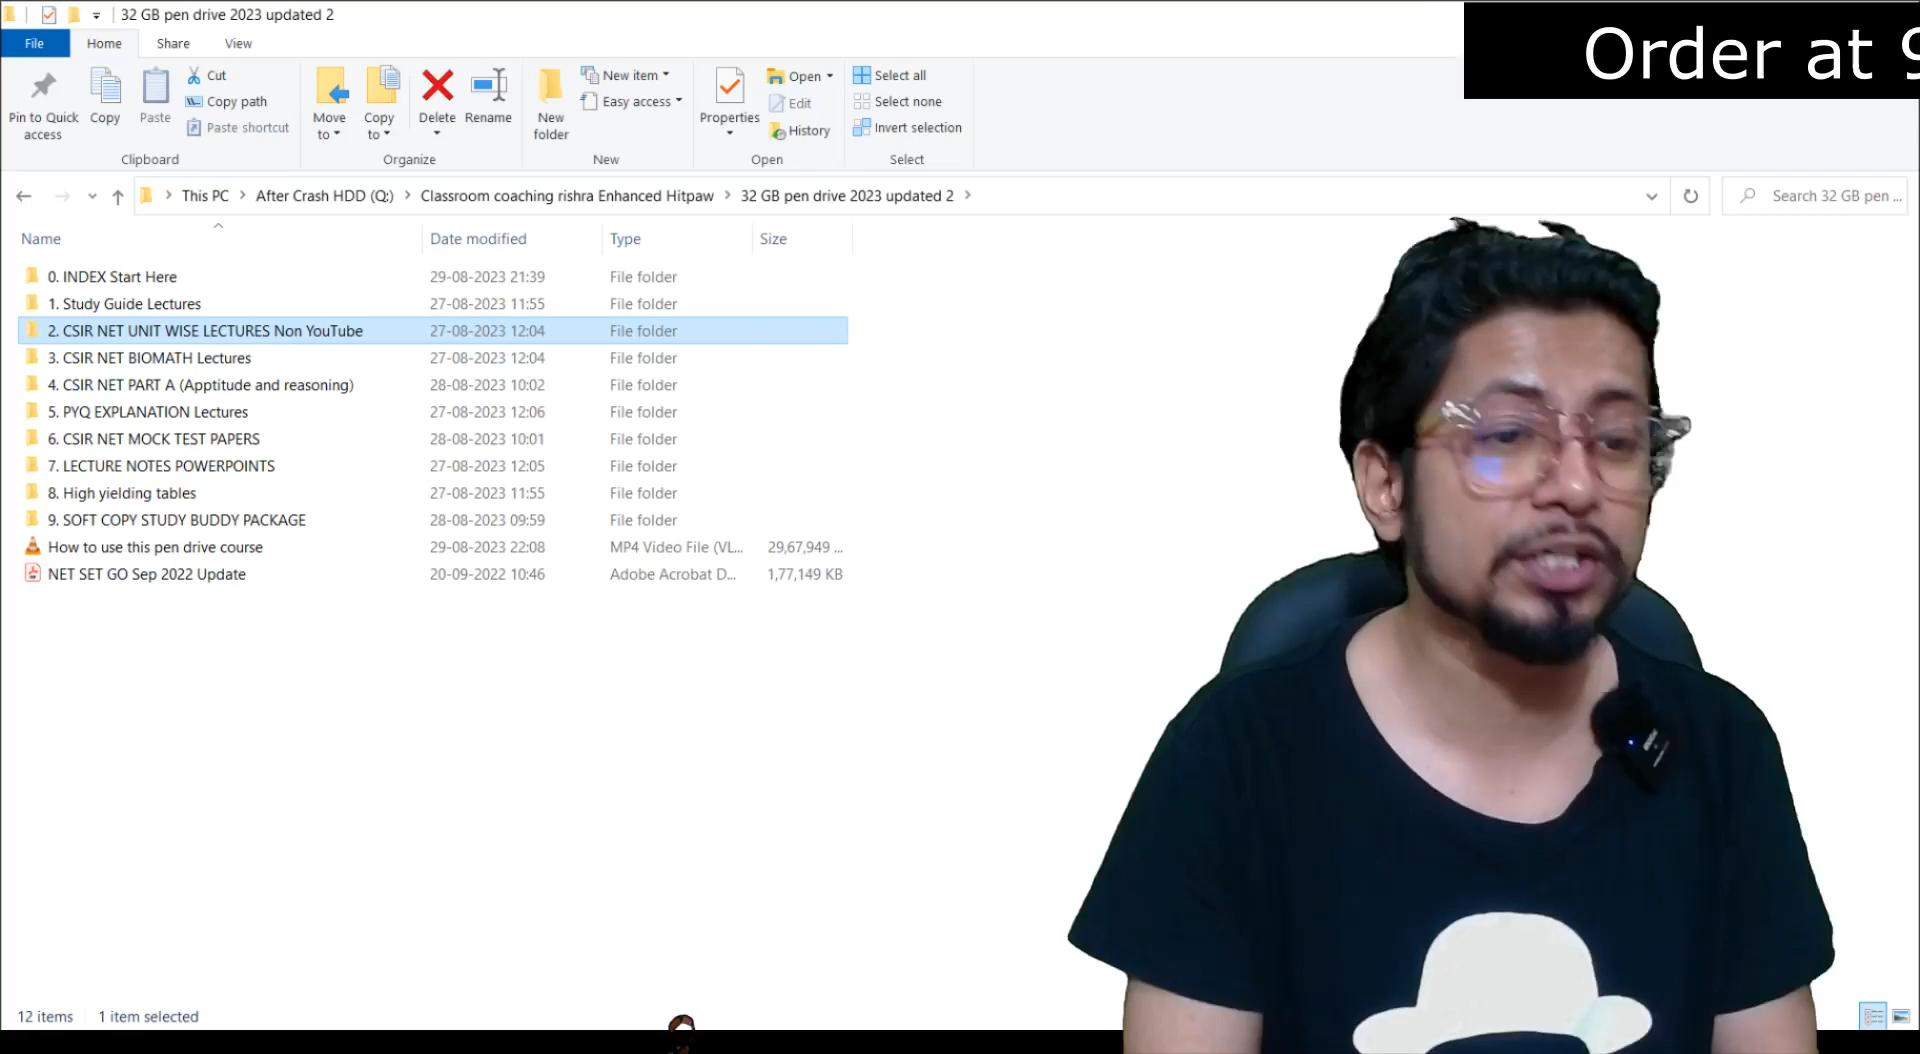 32 GB pen drive 2023 updated 2
Order at 9
File Home Share View
Pin to Quick access
Copy
Paste
Cut
Copy path
Paste shortcut
Clipboard
Move to
Copy to
Delete
Rename
Organize
New folder
New item
Easy access
New
Properties
Open
Edit
History
Open
Select all
Select none
Invert selection
Select
This PC > After Crash HDD (Q:) > Classroom coaching rishra Enhanced Hitpaw > 32 GB pen drive 2023 updated 2 >
Search 32 GB pen ...
Name Date modified Type Size
0. INDEX Start Here 29-08-2023 21:39 File folder
1. Study Guide Lectures 27-08-2023 11:55 File folder
2. CSIR NET UNIT WISE LECTURES Non YouTube 27-08-2023 12:04 File folder
3. CSIR NET BIOMATH Lectures 27-08-2023 12:04 File folder
4. CSIR NET PART A (Apptitude and reasoning) 28-08-2023 10:02 File folder
5. PYQ EXPLANATION Lectures 27-08-2023 12:06 File folder
6. CSIR NET MOCK TEST PAPERS 28-08-2023 10:01 File folder
7. LECTURE NOTES POWERPOINTS 27-08-2023 12:05 File folder
8. High yielding tables 27-08-2023 11:55 File folder
9. SOFT COPY STUDY BUDDY PACKAGE 28-08-2023 09:59 File folder
How to use this pen drive course 29-08-2023 22:08 MP4 Video File (VL... 29,67,949 ...
NET SET GO Sep 2022 Update 20-09-2022 10:46 Adobe Acrobat D... 1,77,149 KB
12 items 1 item selected